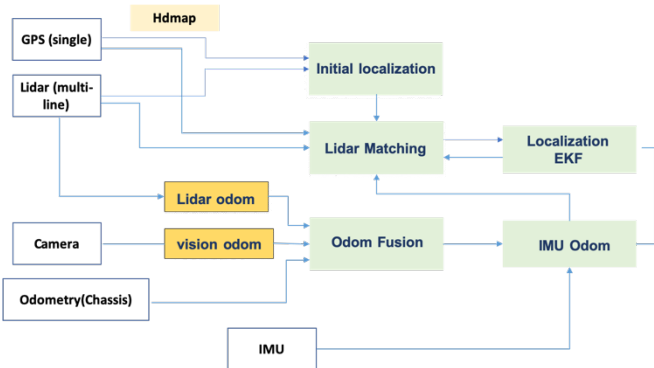 Hdmap
GPS (single)
Initial localization
Lidar (multi-
line)
Lidar Matching
Localization
EKF
Lidar odom
Camera
vision odom
Odom Fusion
IMU Odom
Odometry(Chassis)
IMU